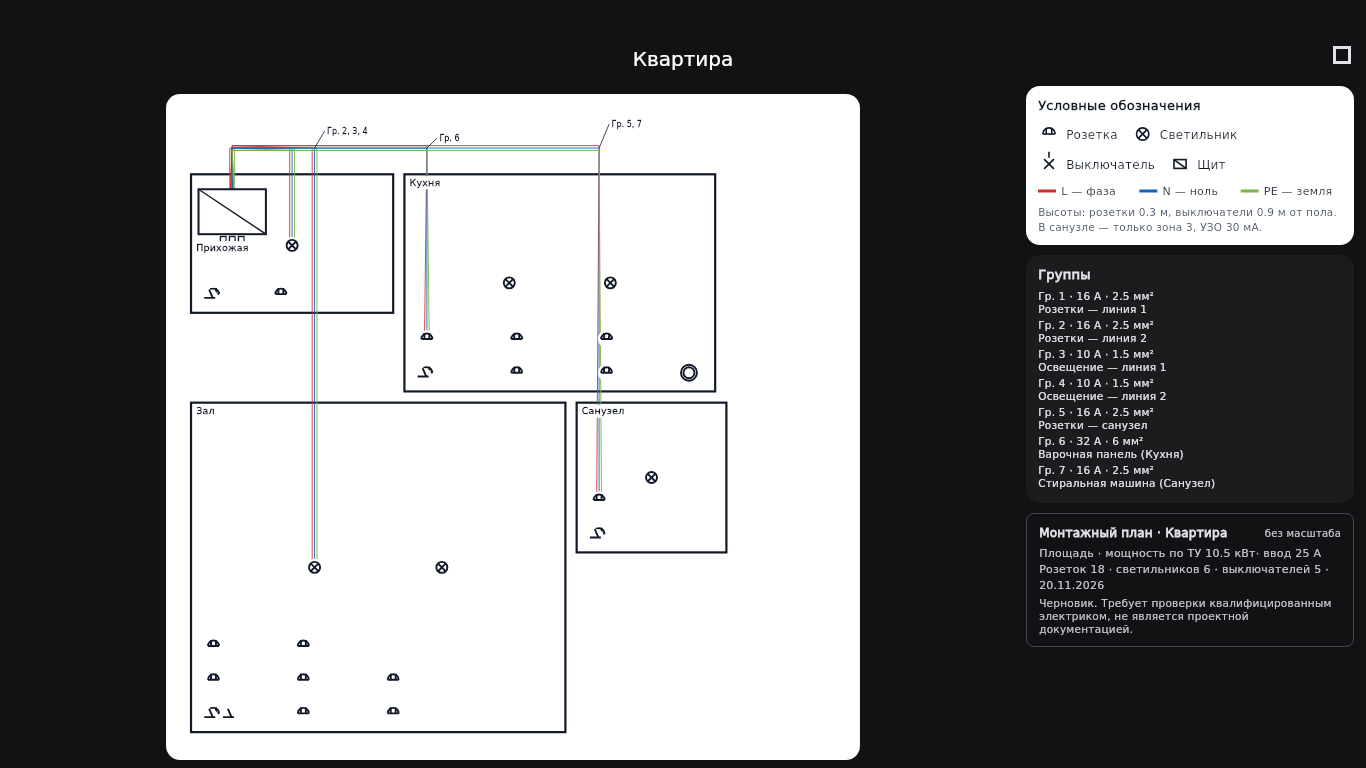 Квартира
Гр. 2, 3, 4
Гр. 6
Гр. 5, 7
Кухня
Прихожая
Зал
Санузел
Условные обозначения
Розетка
Светильник
Выключатель
Щит
L — фаза
N — ноль
PE — земля
Высоты: розетки 0.3 м, выключатели 0.9 м от пола.
В санузле — только зона 3, УЗО 30 мА.
Группы
Гр. 1 · 16 А · 2.5 мм²
Розетки — линия 1
Гр. 2 · 16 А · 2.5 мм²
Розетки — линия 2
Гр. 3 · 10 А · 1.5 мм²
Освещение — линия 1
Гр. 4 · 10 А · 1.5 мм²
Освещение — линия 2
Гр. 5 · 16 А · 2.5 мм²
Розетки — санузел
Гр. 6 · 32 А · 6 мм²
Варочная панель (Кухня)
Гр. 7 · 16 А · 2.5 мм²
Стиральная машина (Санузел)
Монтажный план · Квартира
без масштаба
Площадь · мощность по ТУ 10.5 кВт· ввод 25 А
Розеток 18 · светильников 6 · выключателей 5 ·
20.11.2026
Черновик. Требует проверки квалифицированным
электриком, не является проектной
документацией.